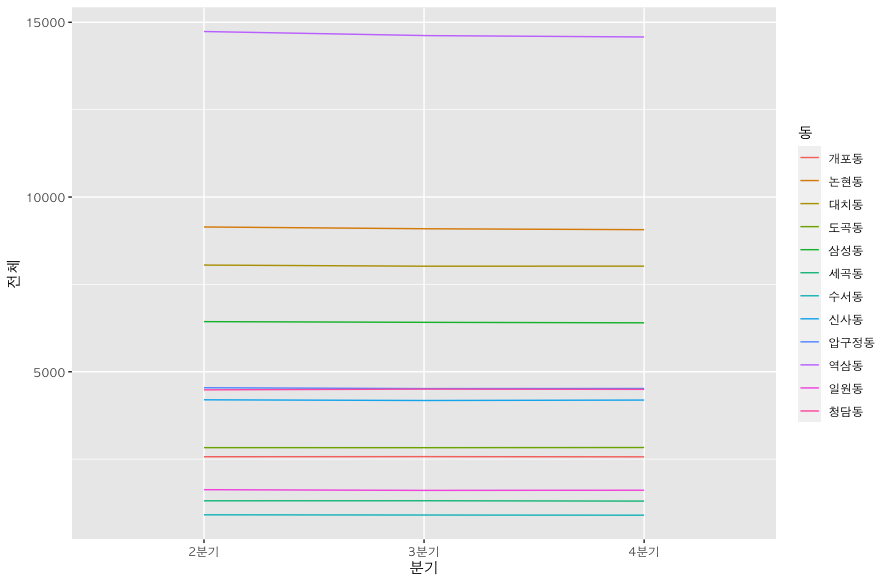 15000
10000
5000
전체
2분기
3분기
4분기
분기
동
개포동
논현동
대치동
도곡동
삼성동
세곡동
수서동
신사동
압구정동
역삼동
일원동
청담동